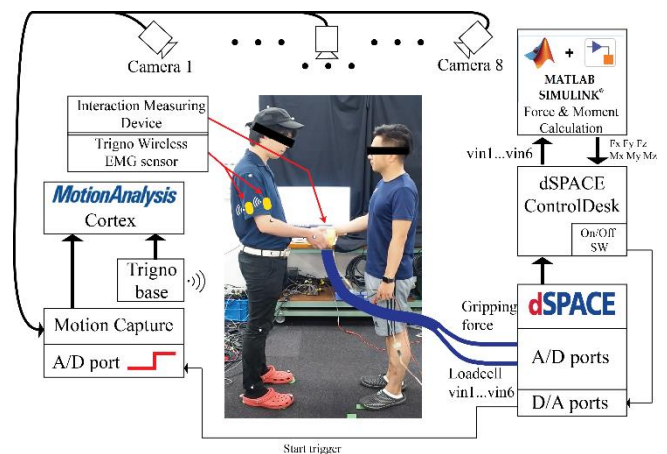 Camera 1
Camera 8
MATLAB
SIMULINK®
Force & Moment
Calculation
Interaction Measuring
Device
Trigno Wireless
EMG sensor
vin1...vin6
Fx Fy Fz
Mx My Mz
MotionAnalysis
Cortex
dSPACE
ControlDesk
On/Off
SW
Trigno
base
Motion Capture
A/D port
Gripping
force
dSPACE
A/D ports
Loadcell
vin1...vin6
D/A ports
Start trigger